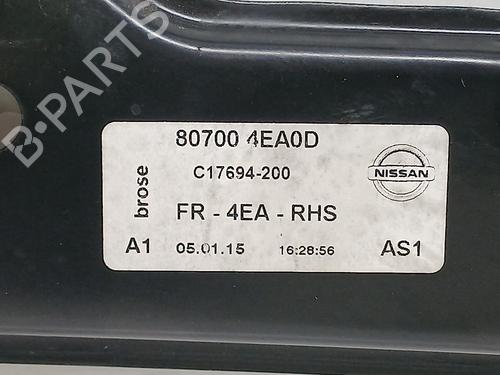 80700 4EA0D
C17694-200
NISSAN
brose
FR - 4EA - RHS
A1 05.01.15 16:28:56 AS1
B-PARTS